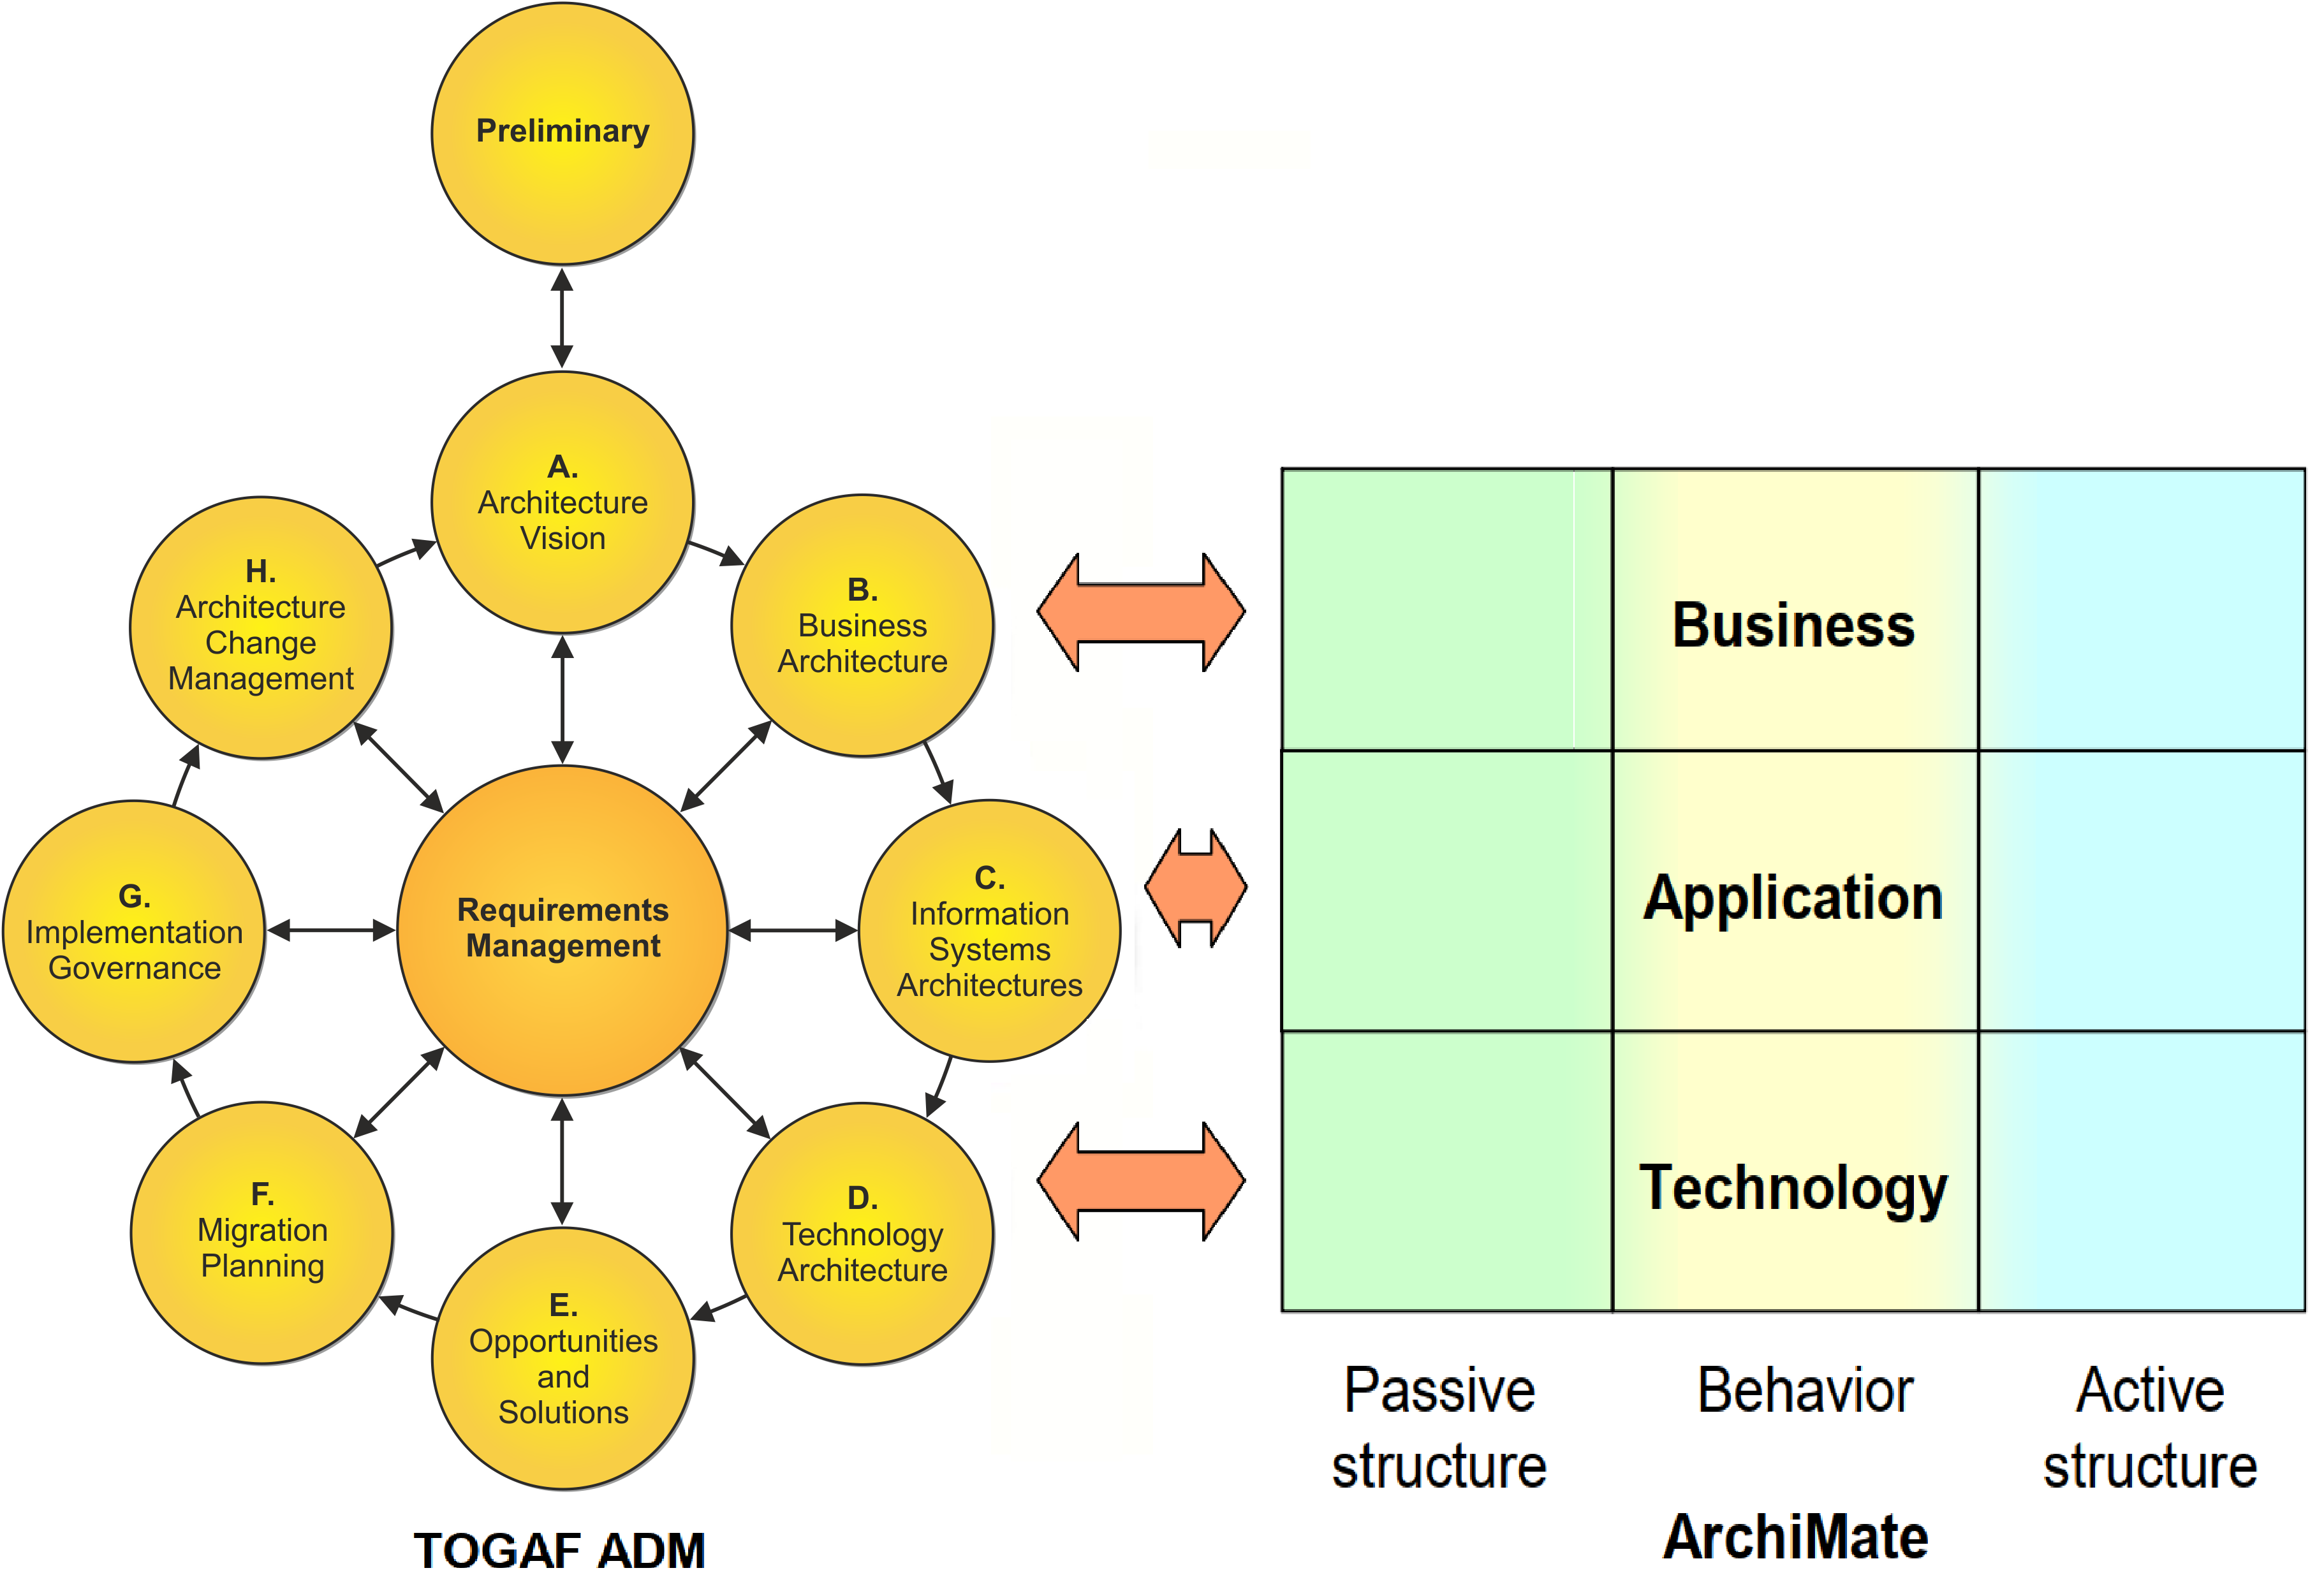 Preliminary
A.
Architecture
Vision
B.
Business
Architecture
C.
Information
Systems
Architectures
D.
Technology
Architecture
E.
Opportunities
and
Solutions
F.
Migration
Planning
G.
Implementation
Governance
H.
Architecture
Change
Management
Requirements
Management
TOGAF ADM
Business
Application
Technology
Passive
structure
Behavior
Active
structure
ArchiMate